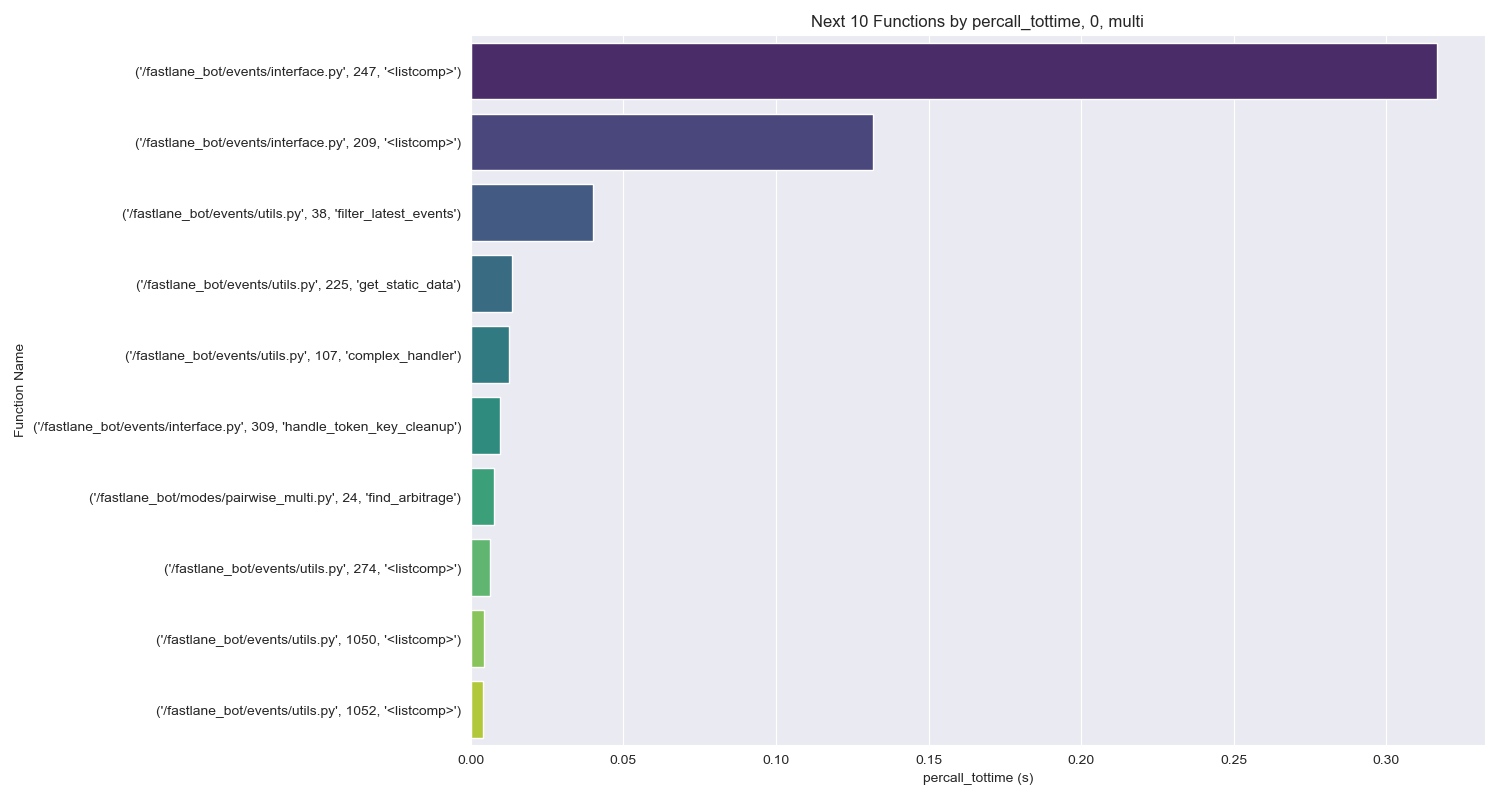 Next 10 Functions by percall_tottime, 0, multi
Function Name
('/fastlane_bot/events/interface.py', 247, '<listcomp>')
('/fastlane_bot/events/interface.py', 209, '<listcomp>')
('/fastlane_bot/events/utils.py', 38, 'filter_latest_events')
('/fastlane_bot/events/utils.py', 225, 'get_static_data')
('/fastlane_bot/events/utils.py', 107, 'complex_handler')
('/fastlane_bot/events/interface.py', 309, 'handle_token_key_cleanup')
('/fastlane_bot/modes/pairwise_multi.py', 24, 'find_arbitrage')
('/fastlane_bot/events/utils.py', 274, '<listcomp>')
('/fastlane_bot/events/utils.py', 1050, '<listcomp>')
('/fastlane_bot/events/utils.py', 1052, '<listcomp>')
0.00 0.05 0.10 0.15 0.20 0.25 0.30
percall_tottime (s)